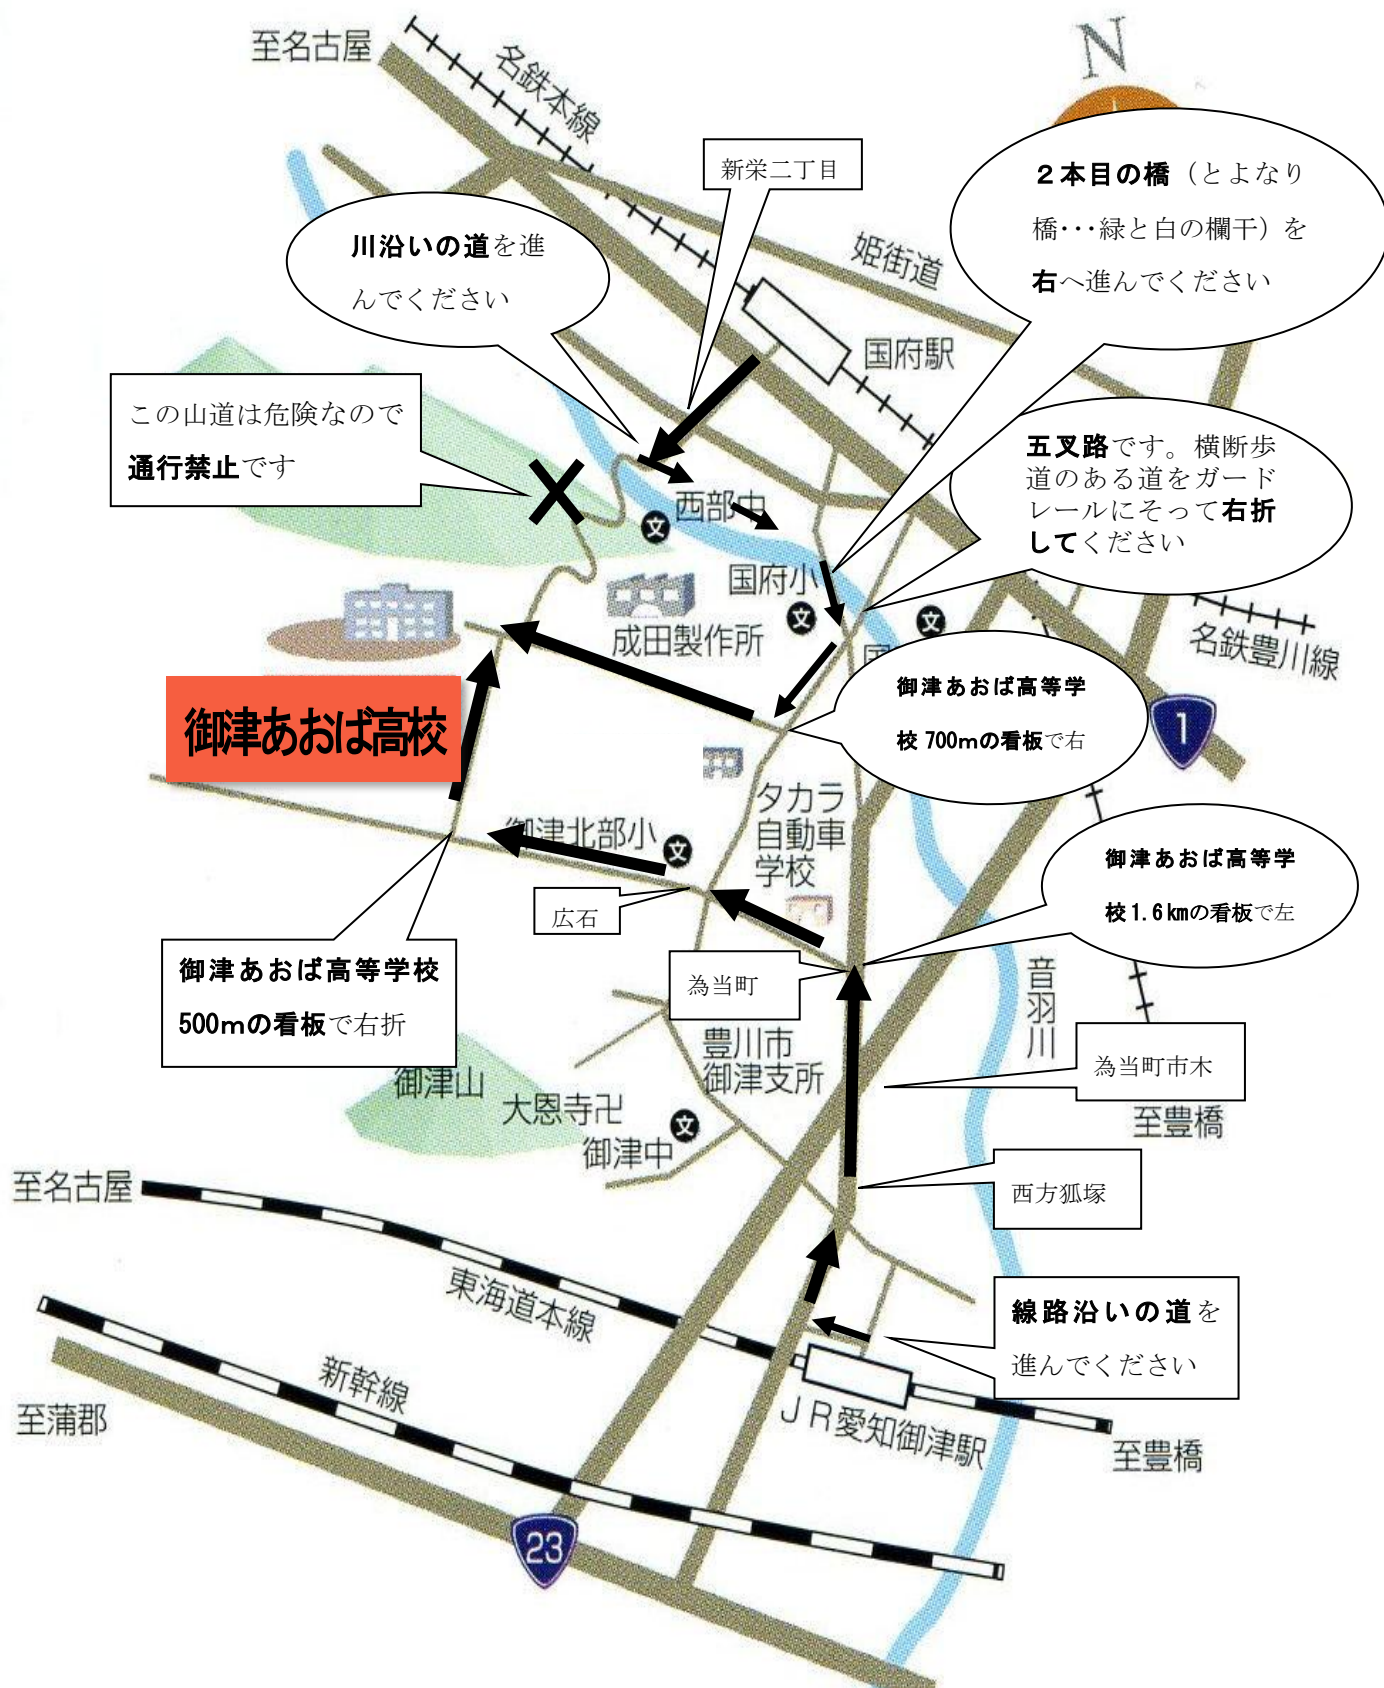 至名古屋
名鉄本線
N
新栄二丁目
２本目の橋（とよなり
橋・・・緑と白の欄干）を
右へ進んでください
川沿いの道を進
んでください
姫街道
国府駅
この山道は危険なので
通行禁止です
五叉路です。横断歩
道のある道をガード
レールにそって右折
してください
西部中
文
国府小
文
文
成田製作所
名鉄豊川線
国
御津あおば高等学
校 700mの看板で右
1
御津あおば高校
タカラ
自動車
学校
御津北部小
文
御津あおば高等学
校1.6kmの看板で左
広石
御津あおば高等学校
500mの看板で右折
為当町
音羽川
豊川市
御津支所
為当町市木
御津山
大恩寺卍
御津中
文
至豊橋
至名古屋
西方狐塚
東海道本線
線路沿いの道を
進んでください
新幹線
至蒲郡
ＪＲ愛知御津駅
至豊橋
23